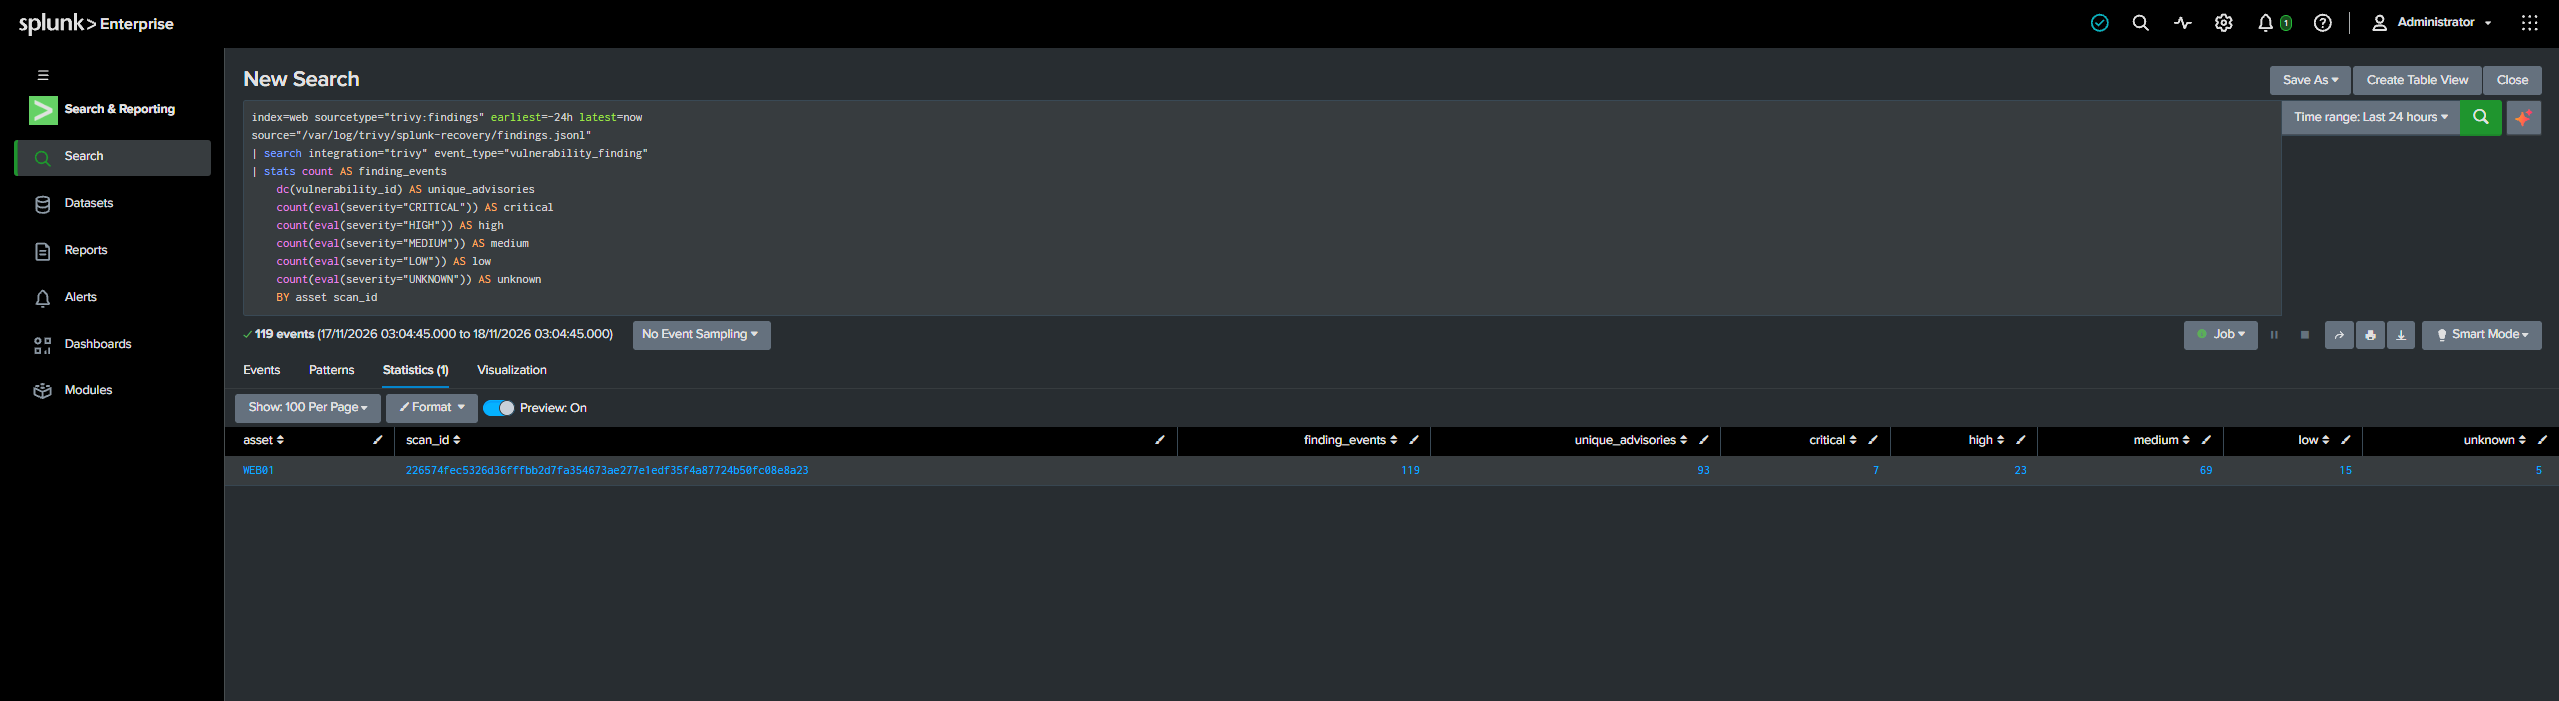 splunk> Enterprise
1
Administrator
Search & Reporting
Search
Datasets
Reports
Alerts
Dashboards
Modules
New Search
Save As
Create Table View
Close
index=web sourcetype="trivy:findings" earliest=-24h latest=now
source="/var/log/trivy/splunk-recovery/findings.jsonl"
| search integration="trivy" event_type="vulnerability_finding"
| stats count AS finding_events
dc(vulnerability_id) AS unique_advisories
count(eval(severity="CRITICAL")) AS critical
count(eval(severity="HIGH")) AS high
count(eval(severity="MEDIUM")) AS medium
count(eval(severity="LOW")) AS low
count(eval(severity="UNKNOWN")) AS unknown
BY asset scan_id
Time range: Last 24 hours
119 events (17/11/2026 03:04:45.000 to 18/11/2026 03:04:45.000)
No Event Sampling
Job
Smart Mode
Events Patterns Statistics (1) Visualization
Show: 100 Per Page Format Preview: On
asset scan_id finding_events unique_advisories critical high medium low unknown
WEB01 226574fec5326d36fffbb2d7fa354673ae277e1edf35f4a87724b50fc08e8a23 119 93 7 23 69 15 5